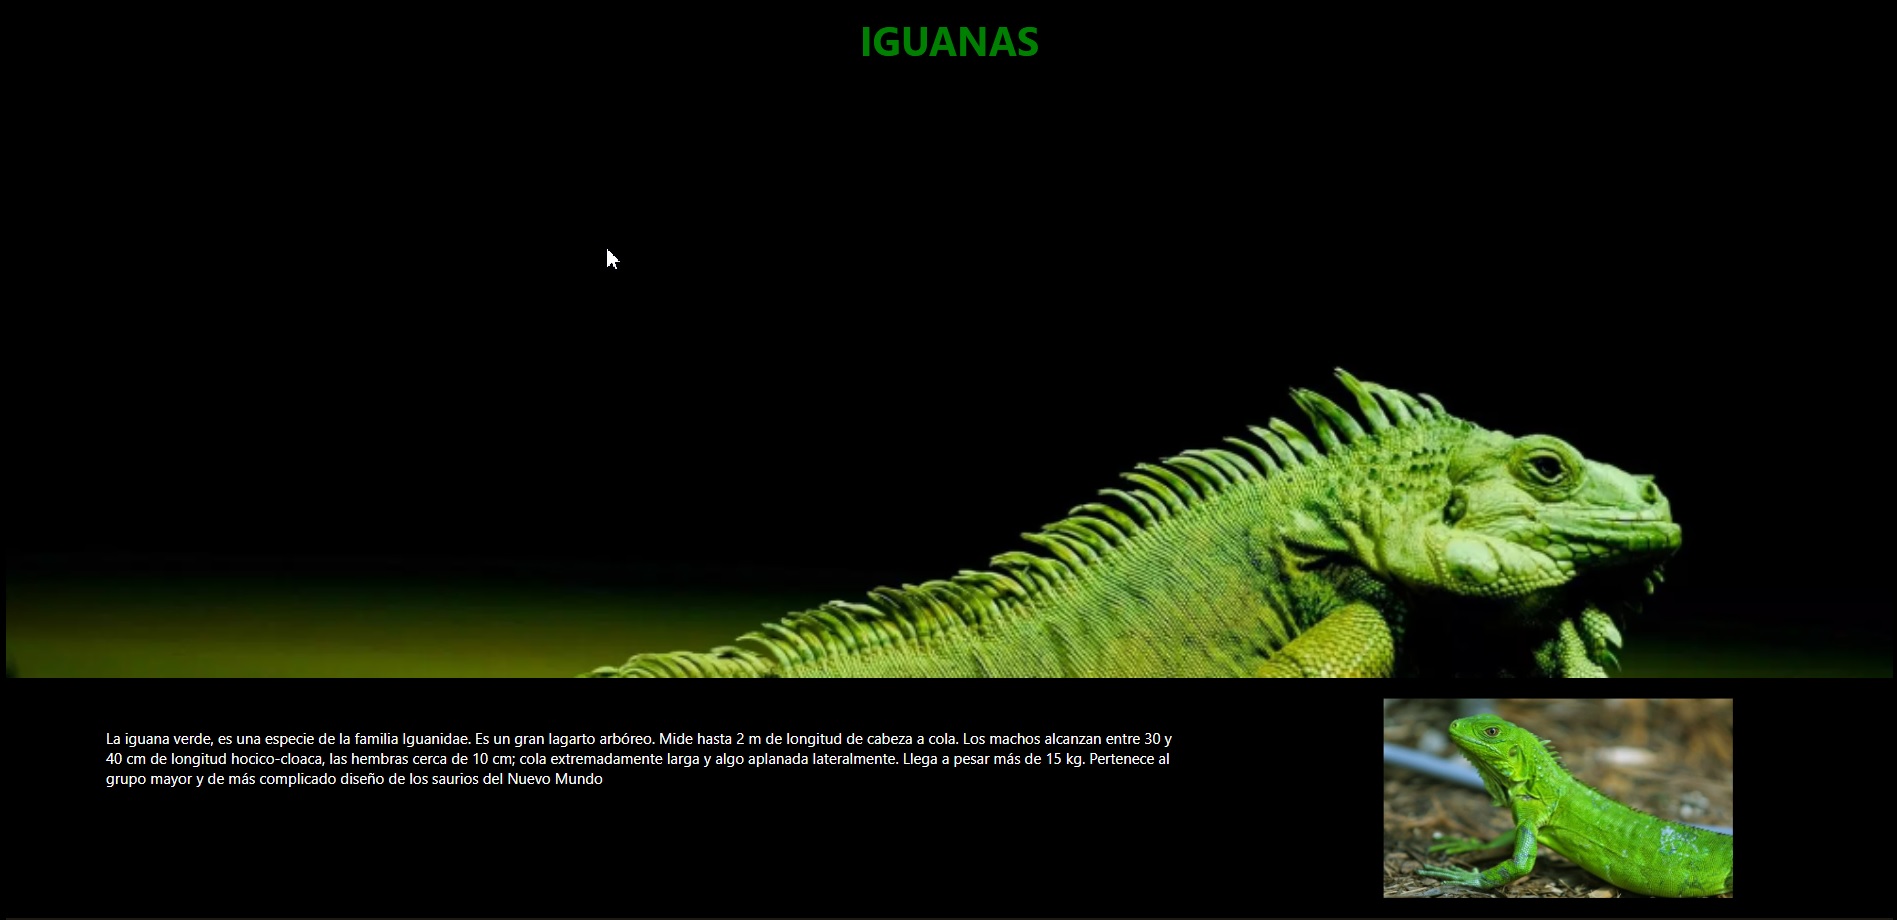 IGUANAS
La iguana verde, es una especie de la familia Iguanidae. Es un gran lagarto arbóreo. Mide hasta 2 m de longitud de cabeza a cola. Los machos alcanzan entre 30 y
40 cm de longitud hocico-cloaca, las hembras cerca de 10 cm; cola extremadamente larga y algo aplanada lateralmente. Llega a pesar más de 15 kg. Pertenece al
grupo mayor y de más complicado diseño de los saurios del Nuevo Mundo